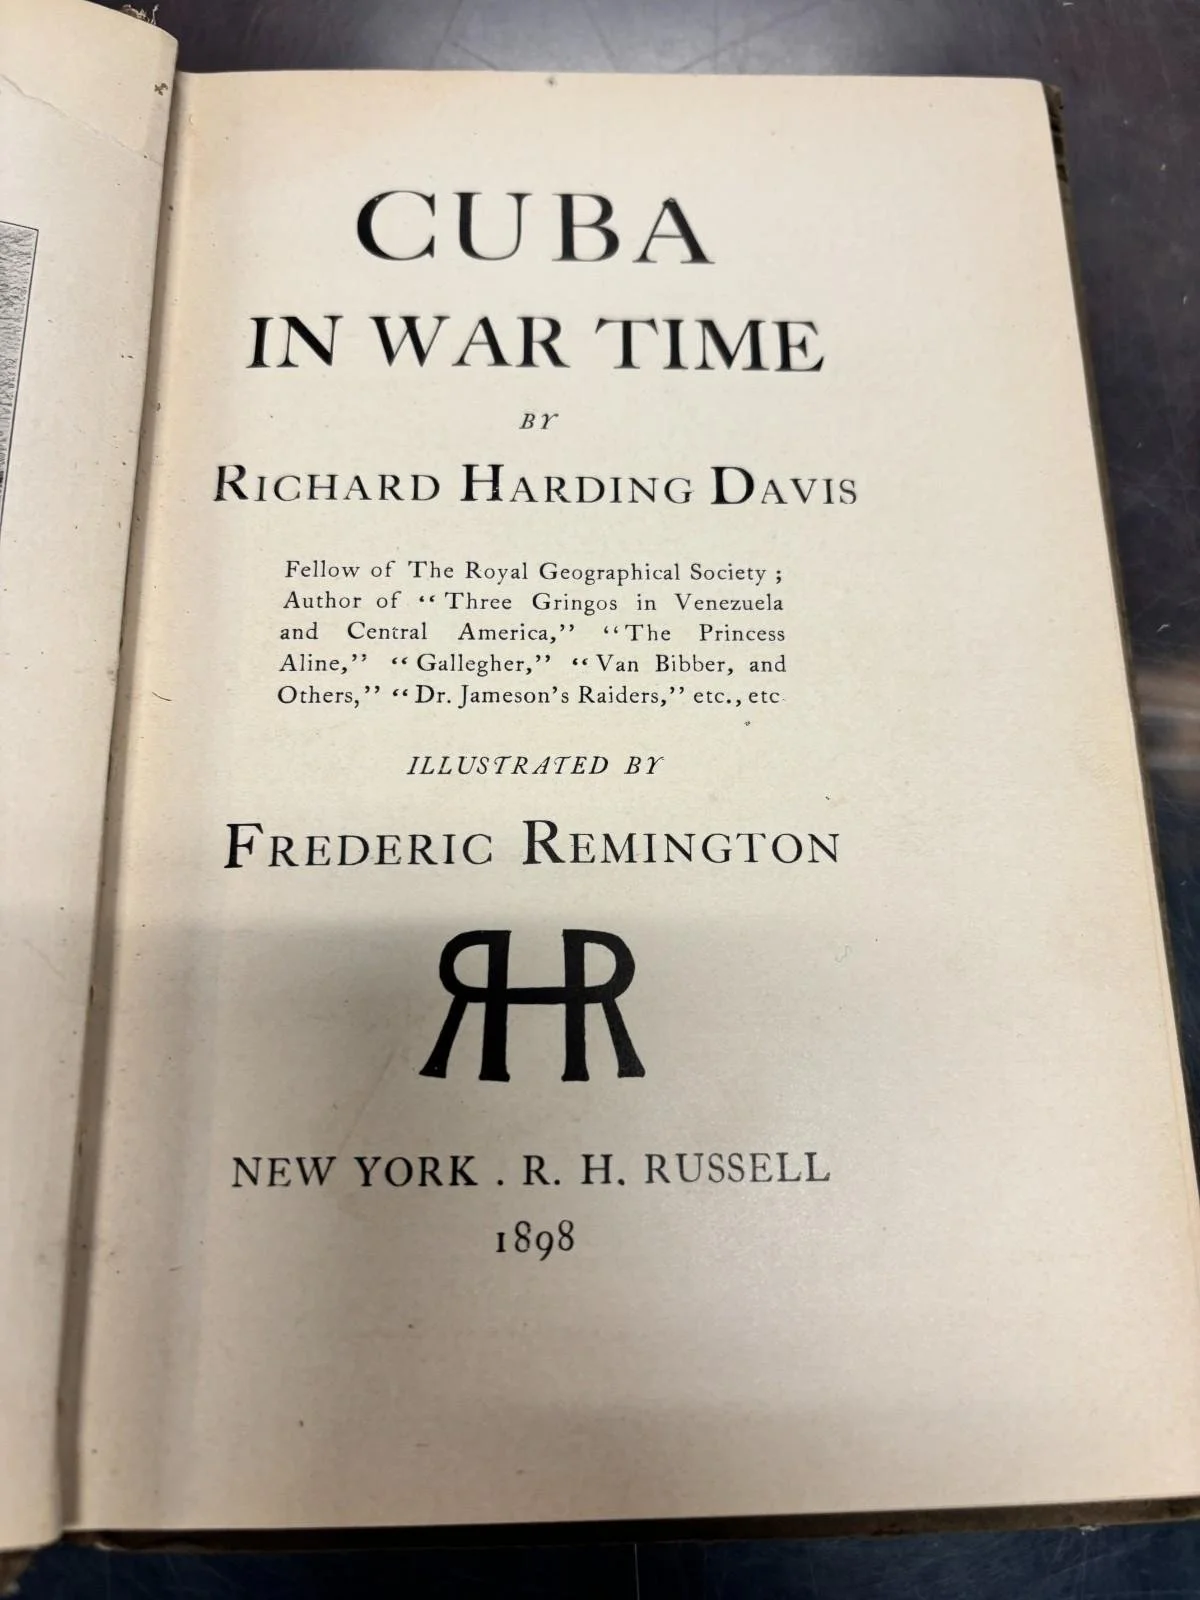 CUBA
IN WAR TIME
BY
RICHARD HARDING DAVIS
Fellow of The Royal Geographical Society ;
Author of “ Three Gringos in Venezuela
and Central America,” “The Princess
Aline,” “ Gallegher,” “ Van Bibber, and
Others,” “ Dr. Jameson’s Raiders,” etc., etc.
ILLUSTRATED BY
FREDERIC REMINGTON
RHR
NEW YORK . R. H. RUSSELL
1898